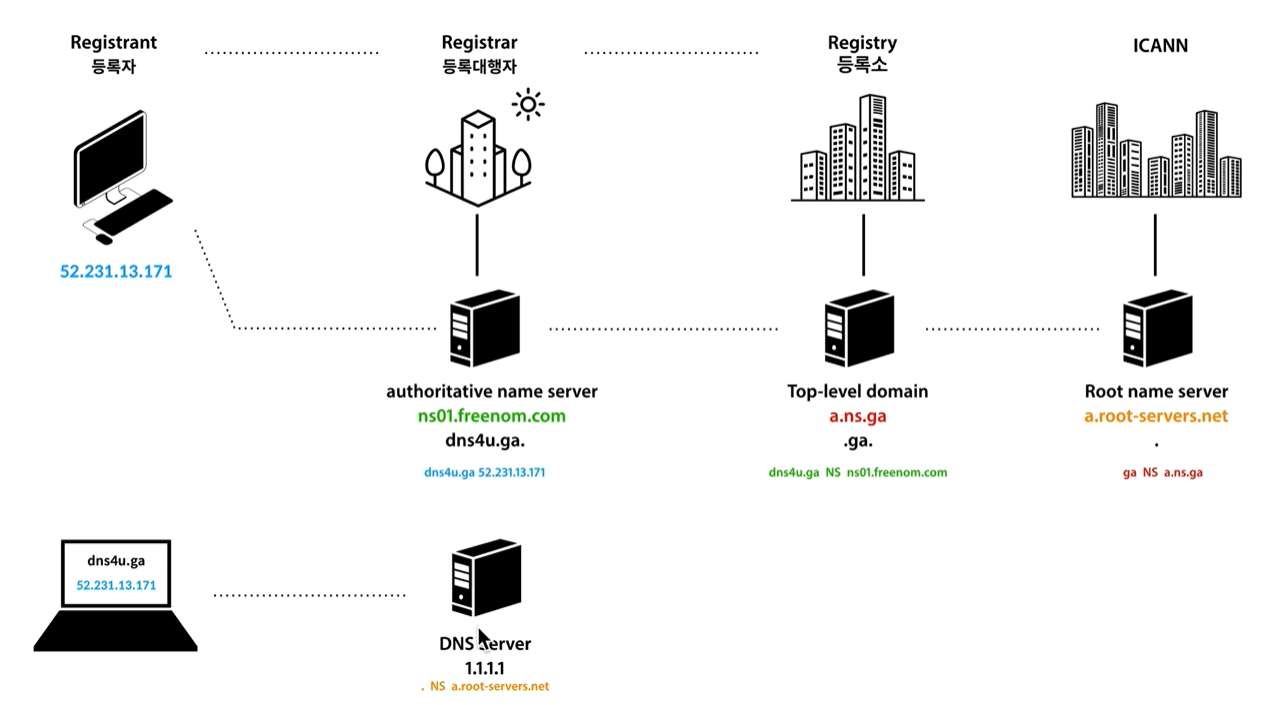 Registrant
등록자
Registrar
등록대행자
Registry
등록소
ICANN
52.231.13.171
authoritative name server
ns01.freenom.com
dns4u.ga.
dns4u.ga 52.231.13.171
Top-level domain
a.ns.ga
.ga.
dns4u.ga NS ns01.freenom.com
Root name server
a.root-servers.net
.
ga NS a.ns.ga
dns4u.ga
52.231.13.171
DNS server
1.1.1.1
. NS a.root-servers.net